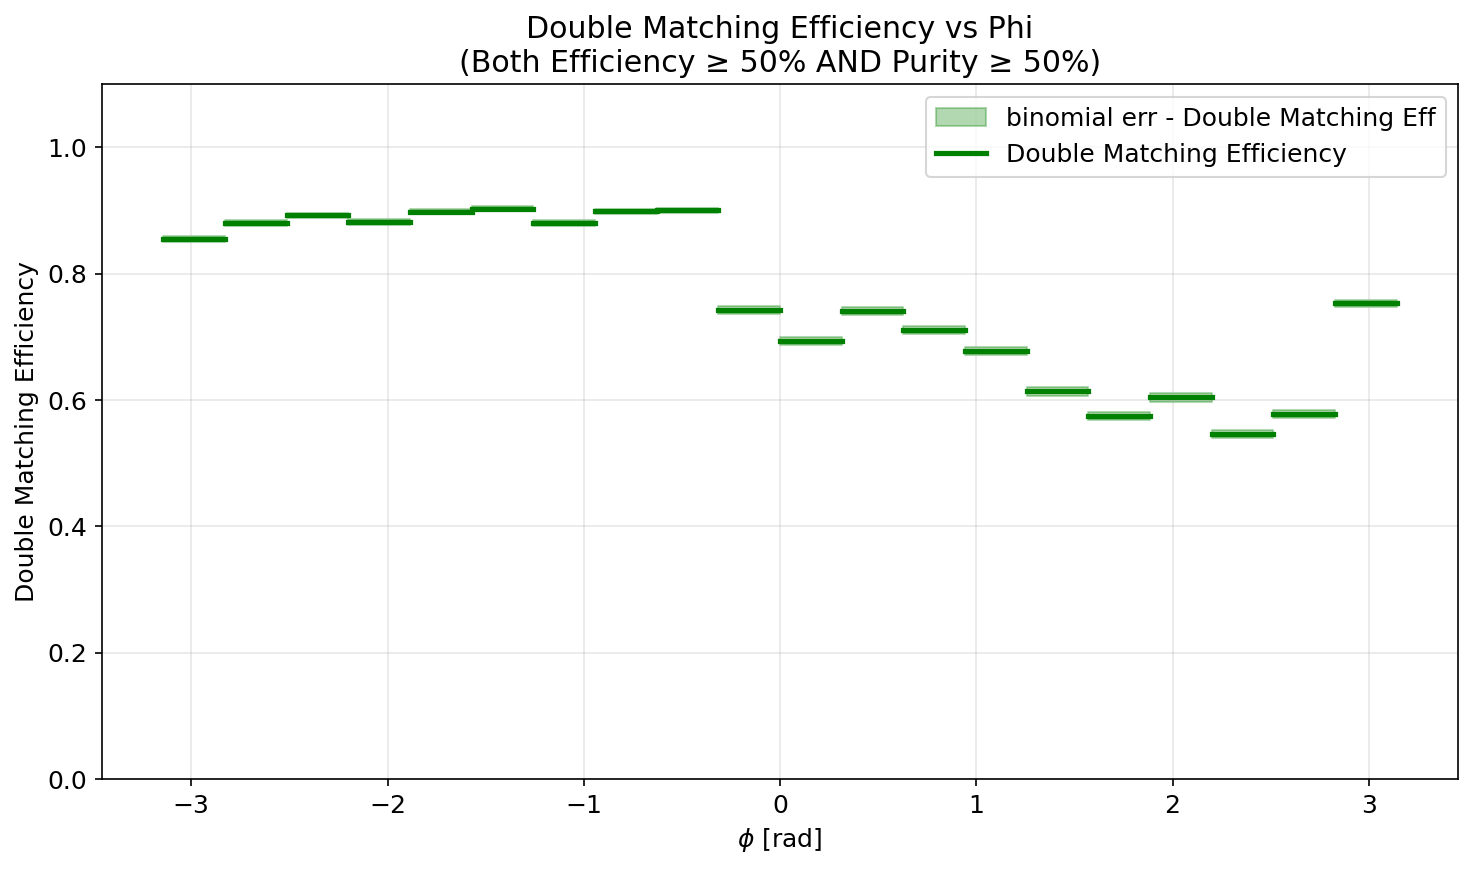 Double Matching Efficiency vs Phi
(Both Efficiency ≥ 50% AND Purity ≥ 50%)
binomial err - Double Matching Eff
Double Matching Efficiency
Double Matching Efficiency
1.0
0.8
0.6
0.4
0.2
0.0
−3
−2
−1
0
1
2
3
ϕ [rad]